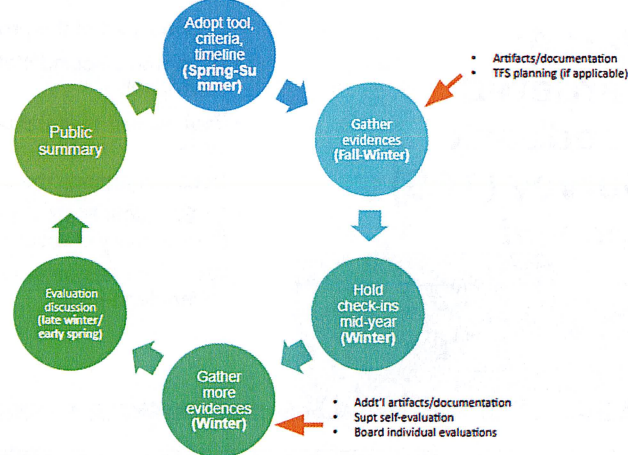 Adopt tool,
criteria,
timeline
(Spring-Su
mmer)
• Artifacts/documentation
• TFS planning (if applicable)
Gather
evidences
(Fall-Winter)
Hold
check-ins
mid-year
(Winter)
Gather
more
evidences
(Winter)
• Addt'l artifacts/documentation
• Supt self-evaluation
• Board individual evaluations
Evaluation
discussion
(late winter/
early spring)
Public
summary